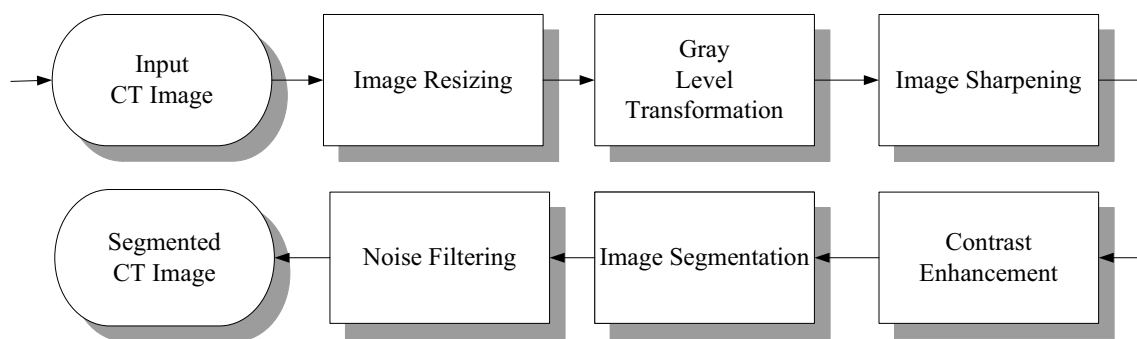 Input
CT Image
Image Resizing
Gray
Level
Transformation
Image Sharpening
Contrast
Enhancement
Image Segmentation
Noise Filtering
Segmented
CT Image